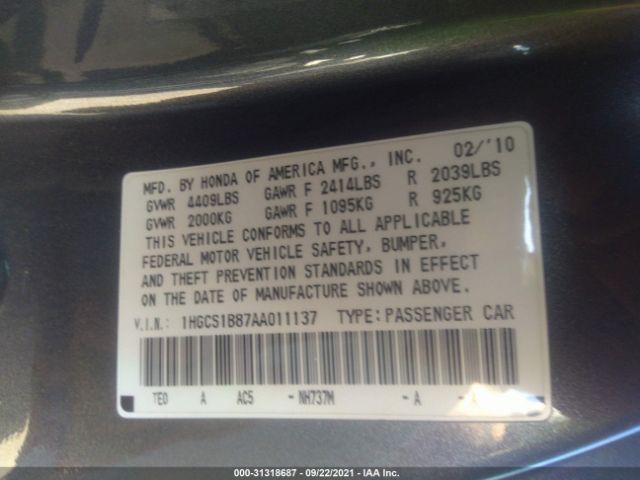 MFD. BY HONDA OF AMERICA MFG., INC. 02/'10
GVWR 4409LBS GAWR F 2414LBS R 2039LBS
GVWR 2000KG GAWR F 1095KG R 925KG
THIS VEHICLE CONFORMS TO ALL APPLICABLE
FEDERAL MOTOR VEHICLE SAFETY, BUMPER,
AND THEFT PREVENTION STANDARDS IN EFFECT
ON THE DATE OF MANUFACTURE SHOWN ABOVE.
V.I.N.: 1HGCS1B87AA011137 TYPE: PASSENGER CAR
TE0 A AC5 - NH737M - A -
000-31318687 - 09/22/2021 - IAA Inc.